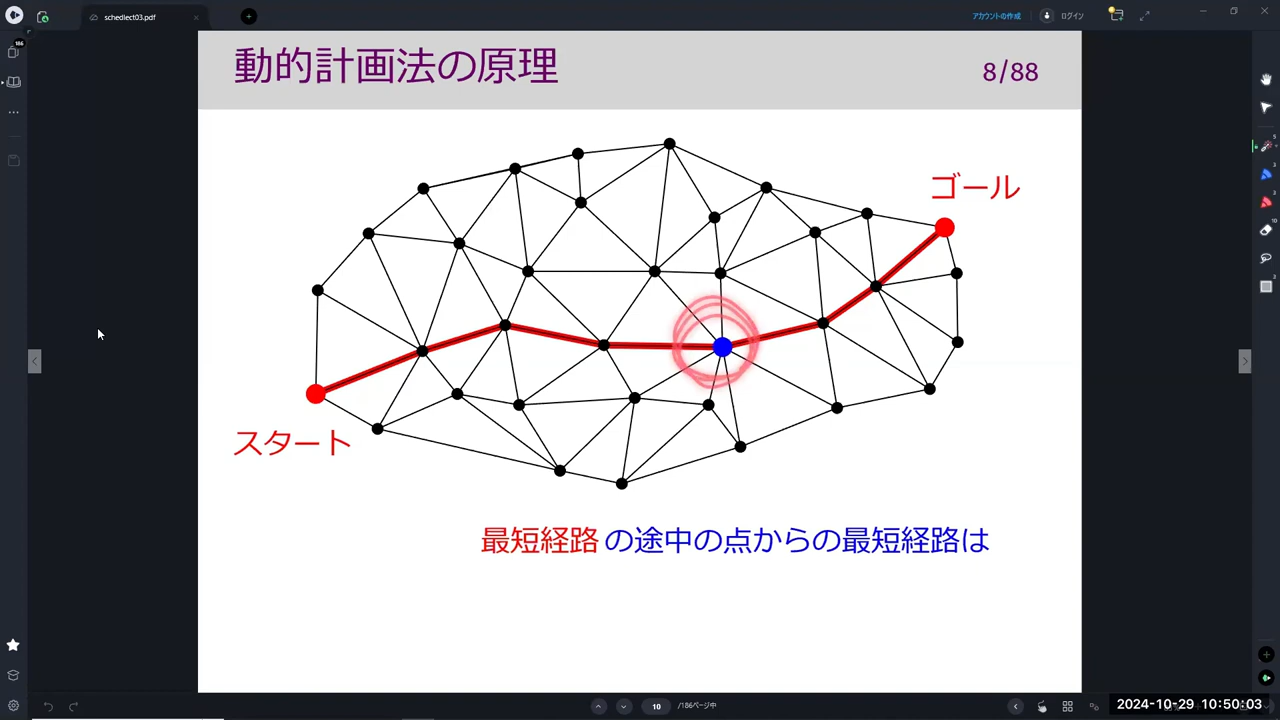 schedlect03.pdf
アカウントの作成
ログイン
186
動的計画法の原理
8/88
ゴール
スタート
最短経路の途中の点からの最短経路は
10
/186ページ中
2024-10-29 10:50:03